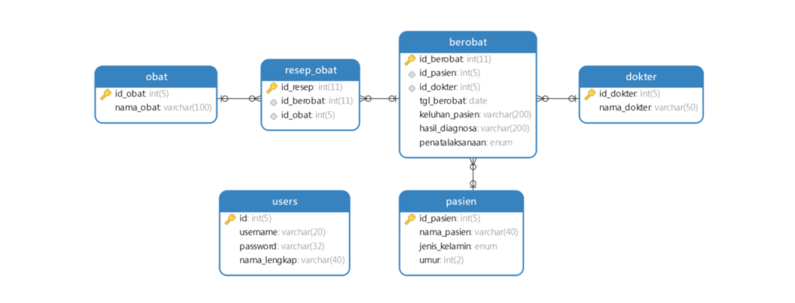 obat
id_obat: int(5)
nama_obat: varchar(100)
resep_obat
id_resep: int(11)
id_berobat: int(11)
id_obat: int(5)
berobat
id_berobat: int(11)
id_pasien: int(5)
id_dokter: int(5)
tgl_berobat: date
keluhan_pasien: varchar(200)
hasil_diagnosa: varchar(200)
penatalaksanaan: enum
dokter
id_dokter: int(5)
nama_dokter: varchar(50)
users
id: int(5)
username: varchar(20)
password: varchar(32)
nama_lengkap: varchar(40)
pasien
id_pasien: int(5)
nama_pasien: varchar(40)
jenis_kelamin: enum
umur: int(2)